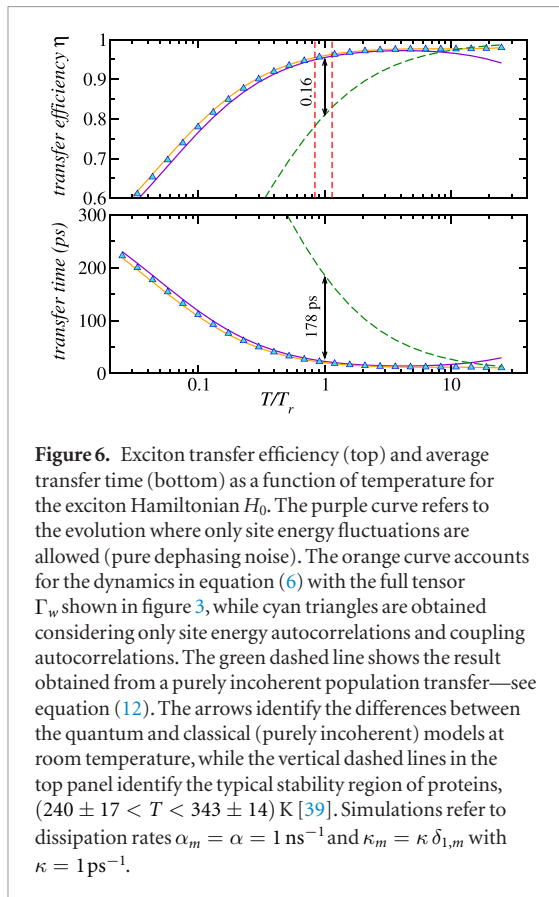 transfer efficiency η
1
0.9
0.8
0.7
0.6
0.16
transfer time (ps)
300
200
100
0
178 ps
0.1
1
10
T/Tr
Figure 6. Exciton transfer efficiency (top) and average
transfer time (bottom) as a function of temperature for
the exciton Hamiltonian H₀. The purple curve refers to
the evolution where only site energy fluctuations are
allowed (pure dephasing noise). The orange curve accounts
for the dynamics in equation (6) with the full tensor
Γw shown in figure 3, while cyan triangles are obtained
considering only site energy autocorrelations and coupling
autocorrelations. The green dashed line shows the result
obtained from a purely incoherent population transfer—see
equation (12). The arrows identify the differences between
the quantum and classical (purely incoherent) models at
room temperature, while the vertical dashed lines in the
top panel identify the typical stability region of proteins,
(240 ± 17 < T < 343 ± 14) K [39]. Simulations refer to
dissipation rates αm = α = 1 ns⁻¹ and κm = κ δ1,m with
κ = 1ps⁻¹.